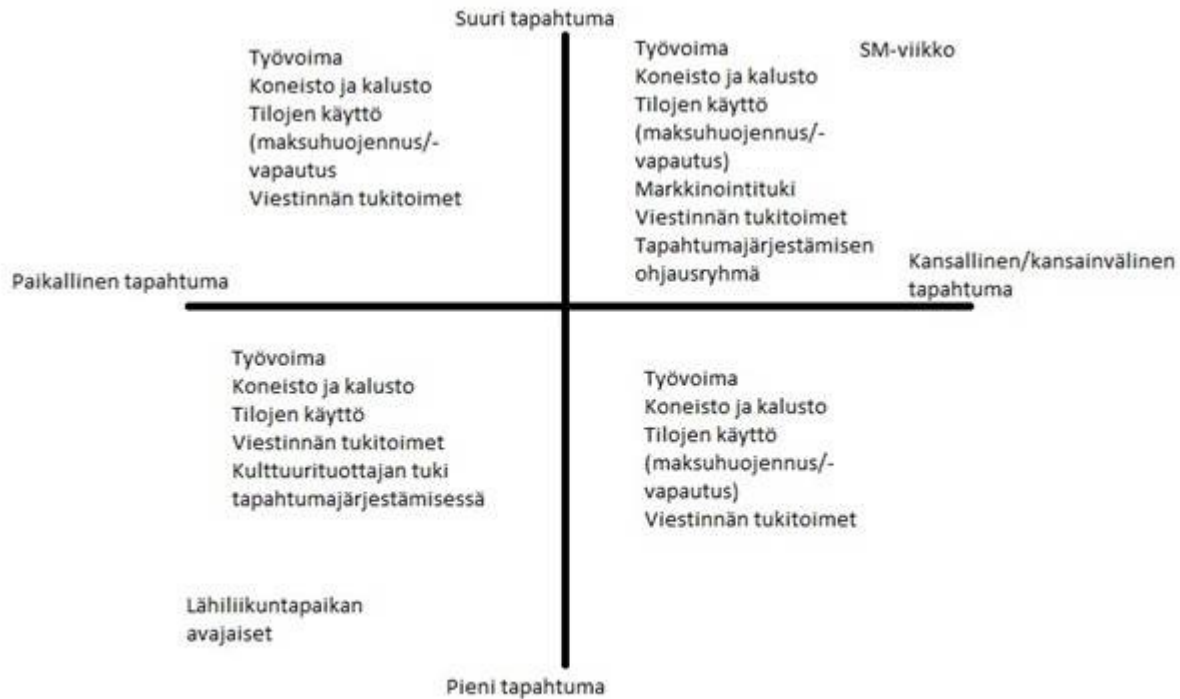 Suuri tapahtuma
Työvoima
Koneisto ja kalusto
Tilojen käyttö
(maksuhuojennus/-
vapautus
Viestinnän tukitoimet
Työvoima
Koneisto ja kalusto
Tilojen käyttö
(maksuhuojennus/-
vapautus)
Markkinointituki
Viestinnän tukitoimet
Tapahtumajärjestämisen
ohjausryhmä
SM-viikko
Paikallinen tapahtuma
Kansallinen/kansainvälinen
tapahtuma
Työvoima
Koneisto ja kalusto
Tilojen käyttö
Viestinnän tukitoimet
Kulttuurituottajan tuki
tapahtumajärjestämisessä
Työvoima
Koneisto ja kalusto
Tilojen käyttö
(maksuhuojennus/-
vapautus)
Viestinnän tukitoimet
Lähiliikuntapaikan
avajaiset
Pieni tapahtuma